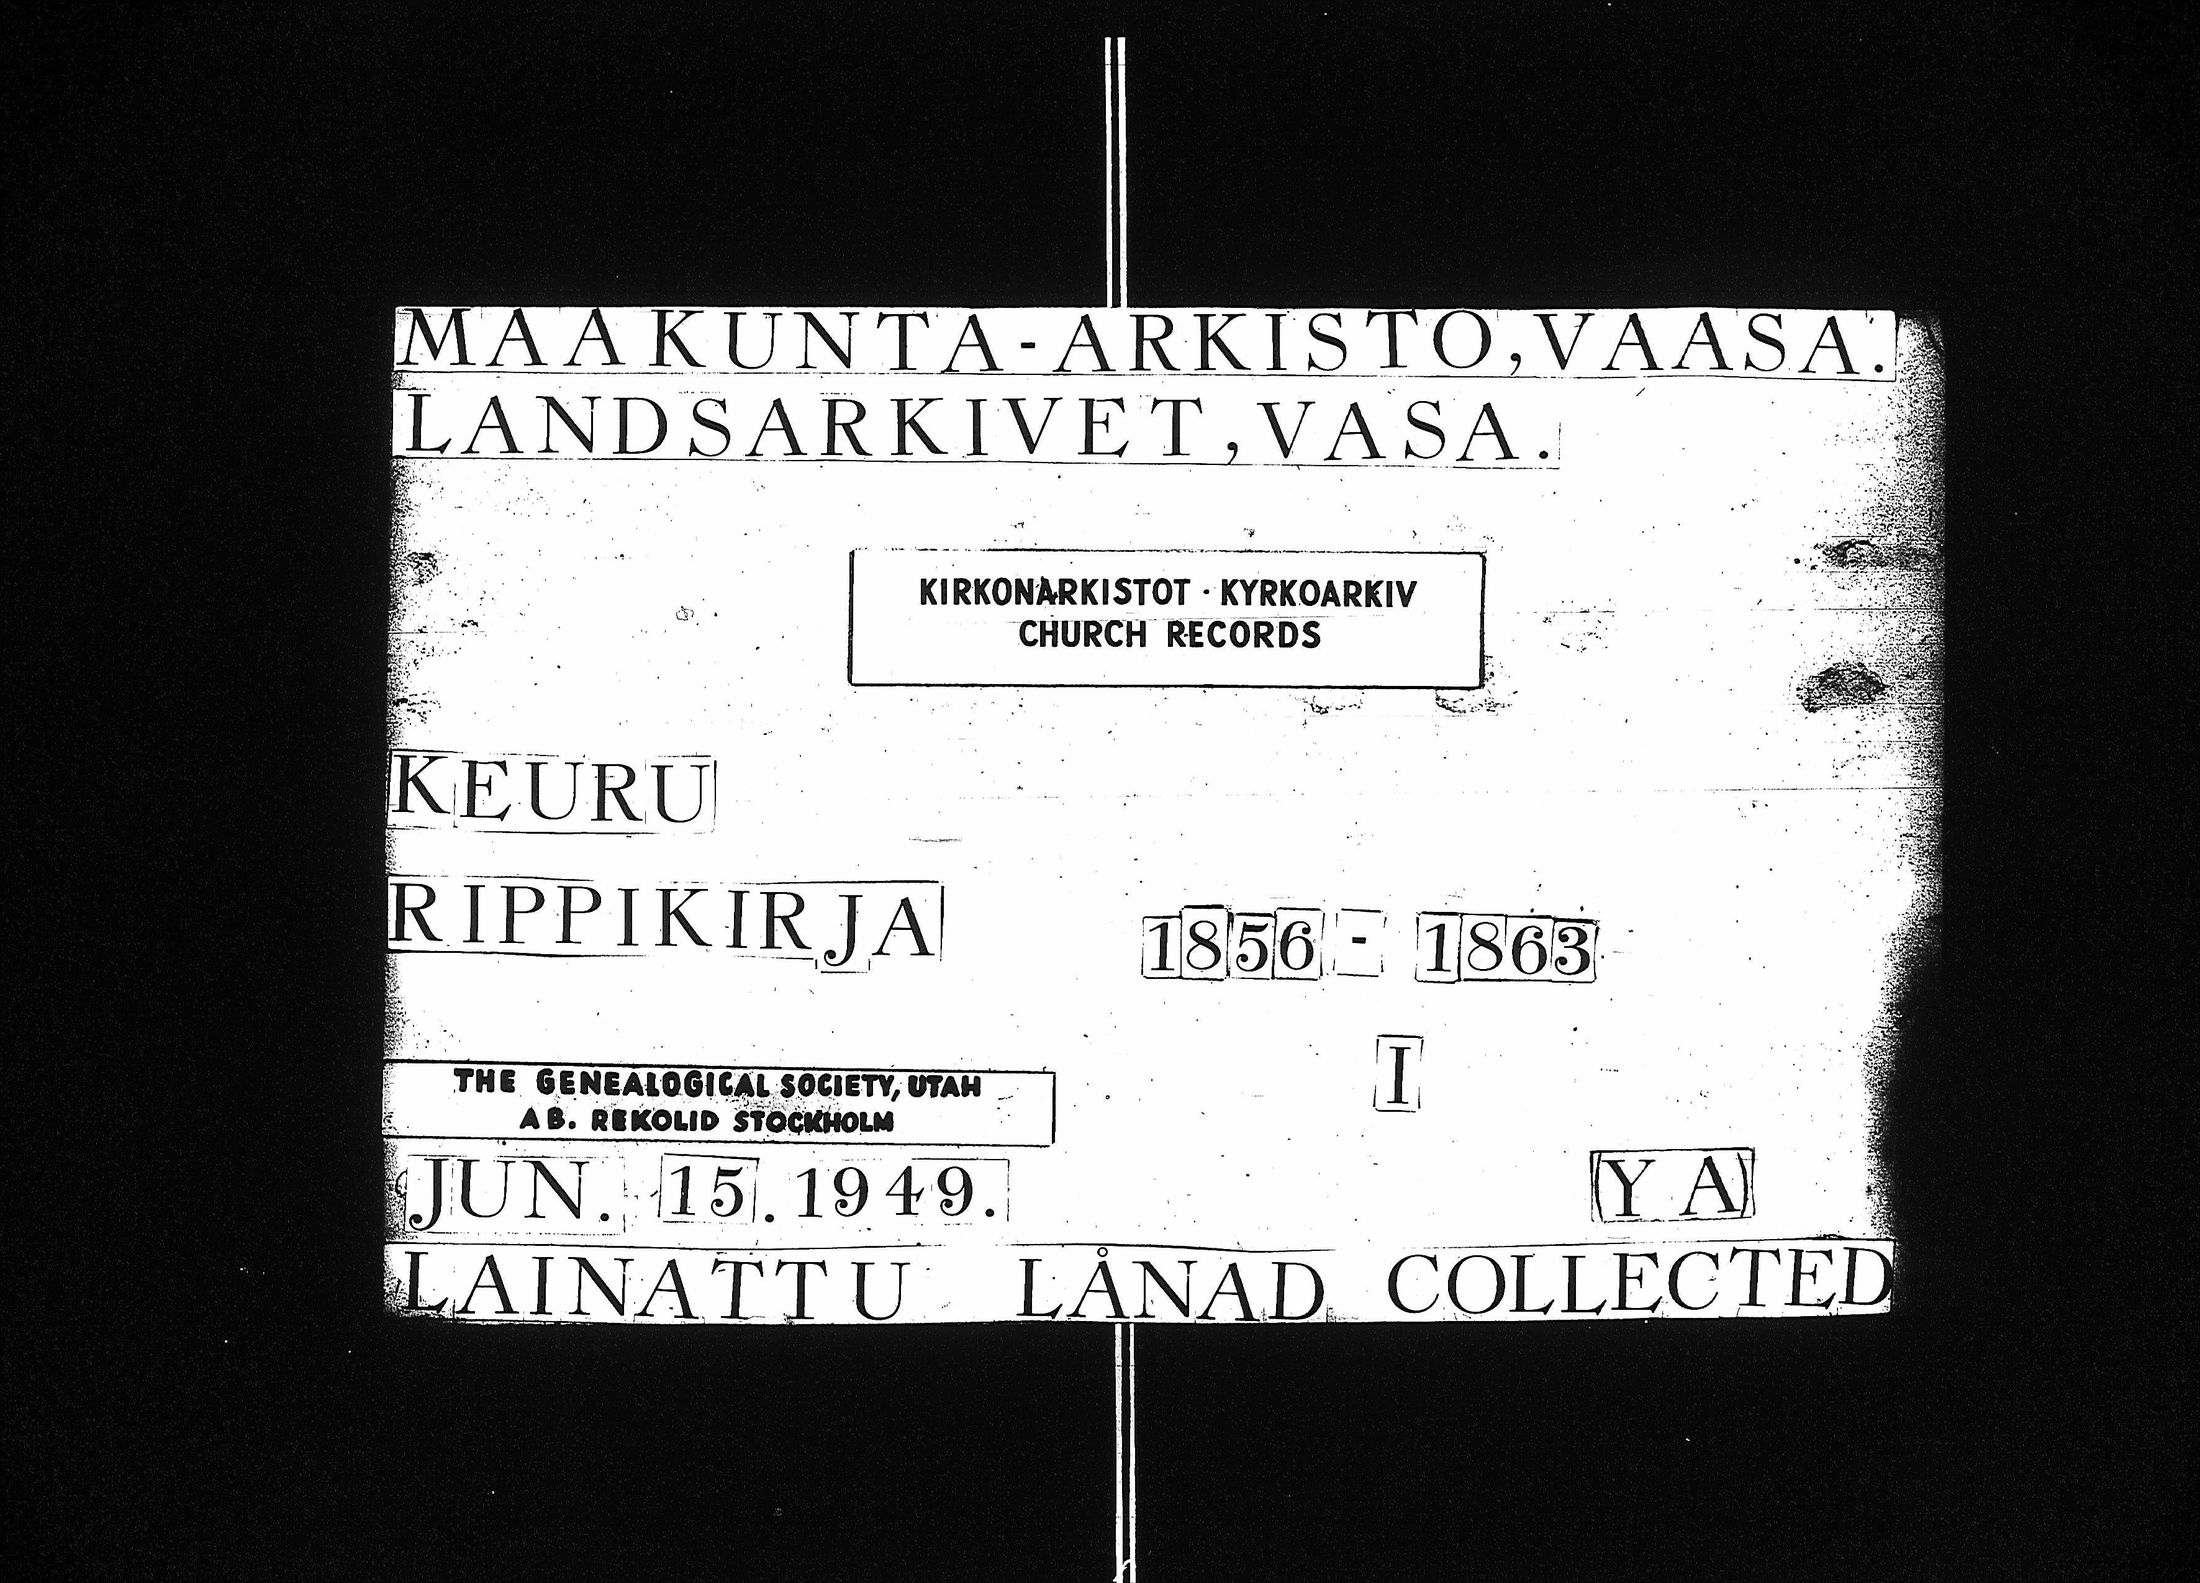 MAAKUNTA-ARKISTO, VAASA.
LANDSARKIVET, VASA.
KIRKONARKISTOT · KYRKOARKIV
CHURCH RECORDS
KEURU
RIPPIKIRJA 1856 - 1863
I
THE GENEALOGICAL SOCIETY, UTAH
AB. REKOLID STOCKHOLM
JUN. 15. 1949. YA
LAINATTU LÅNAD COLLECTED